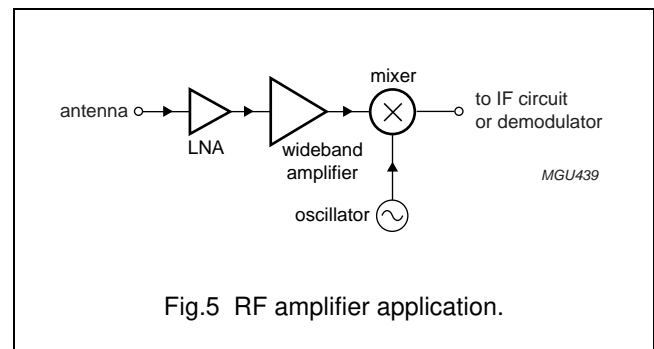 mixer
antenna
LNA
wideband
amplifier
to IF circuit
or demodulator
MGU439
oscillator
Fig.5 RF amplifier application.